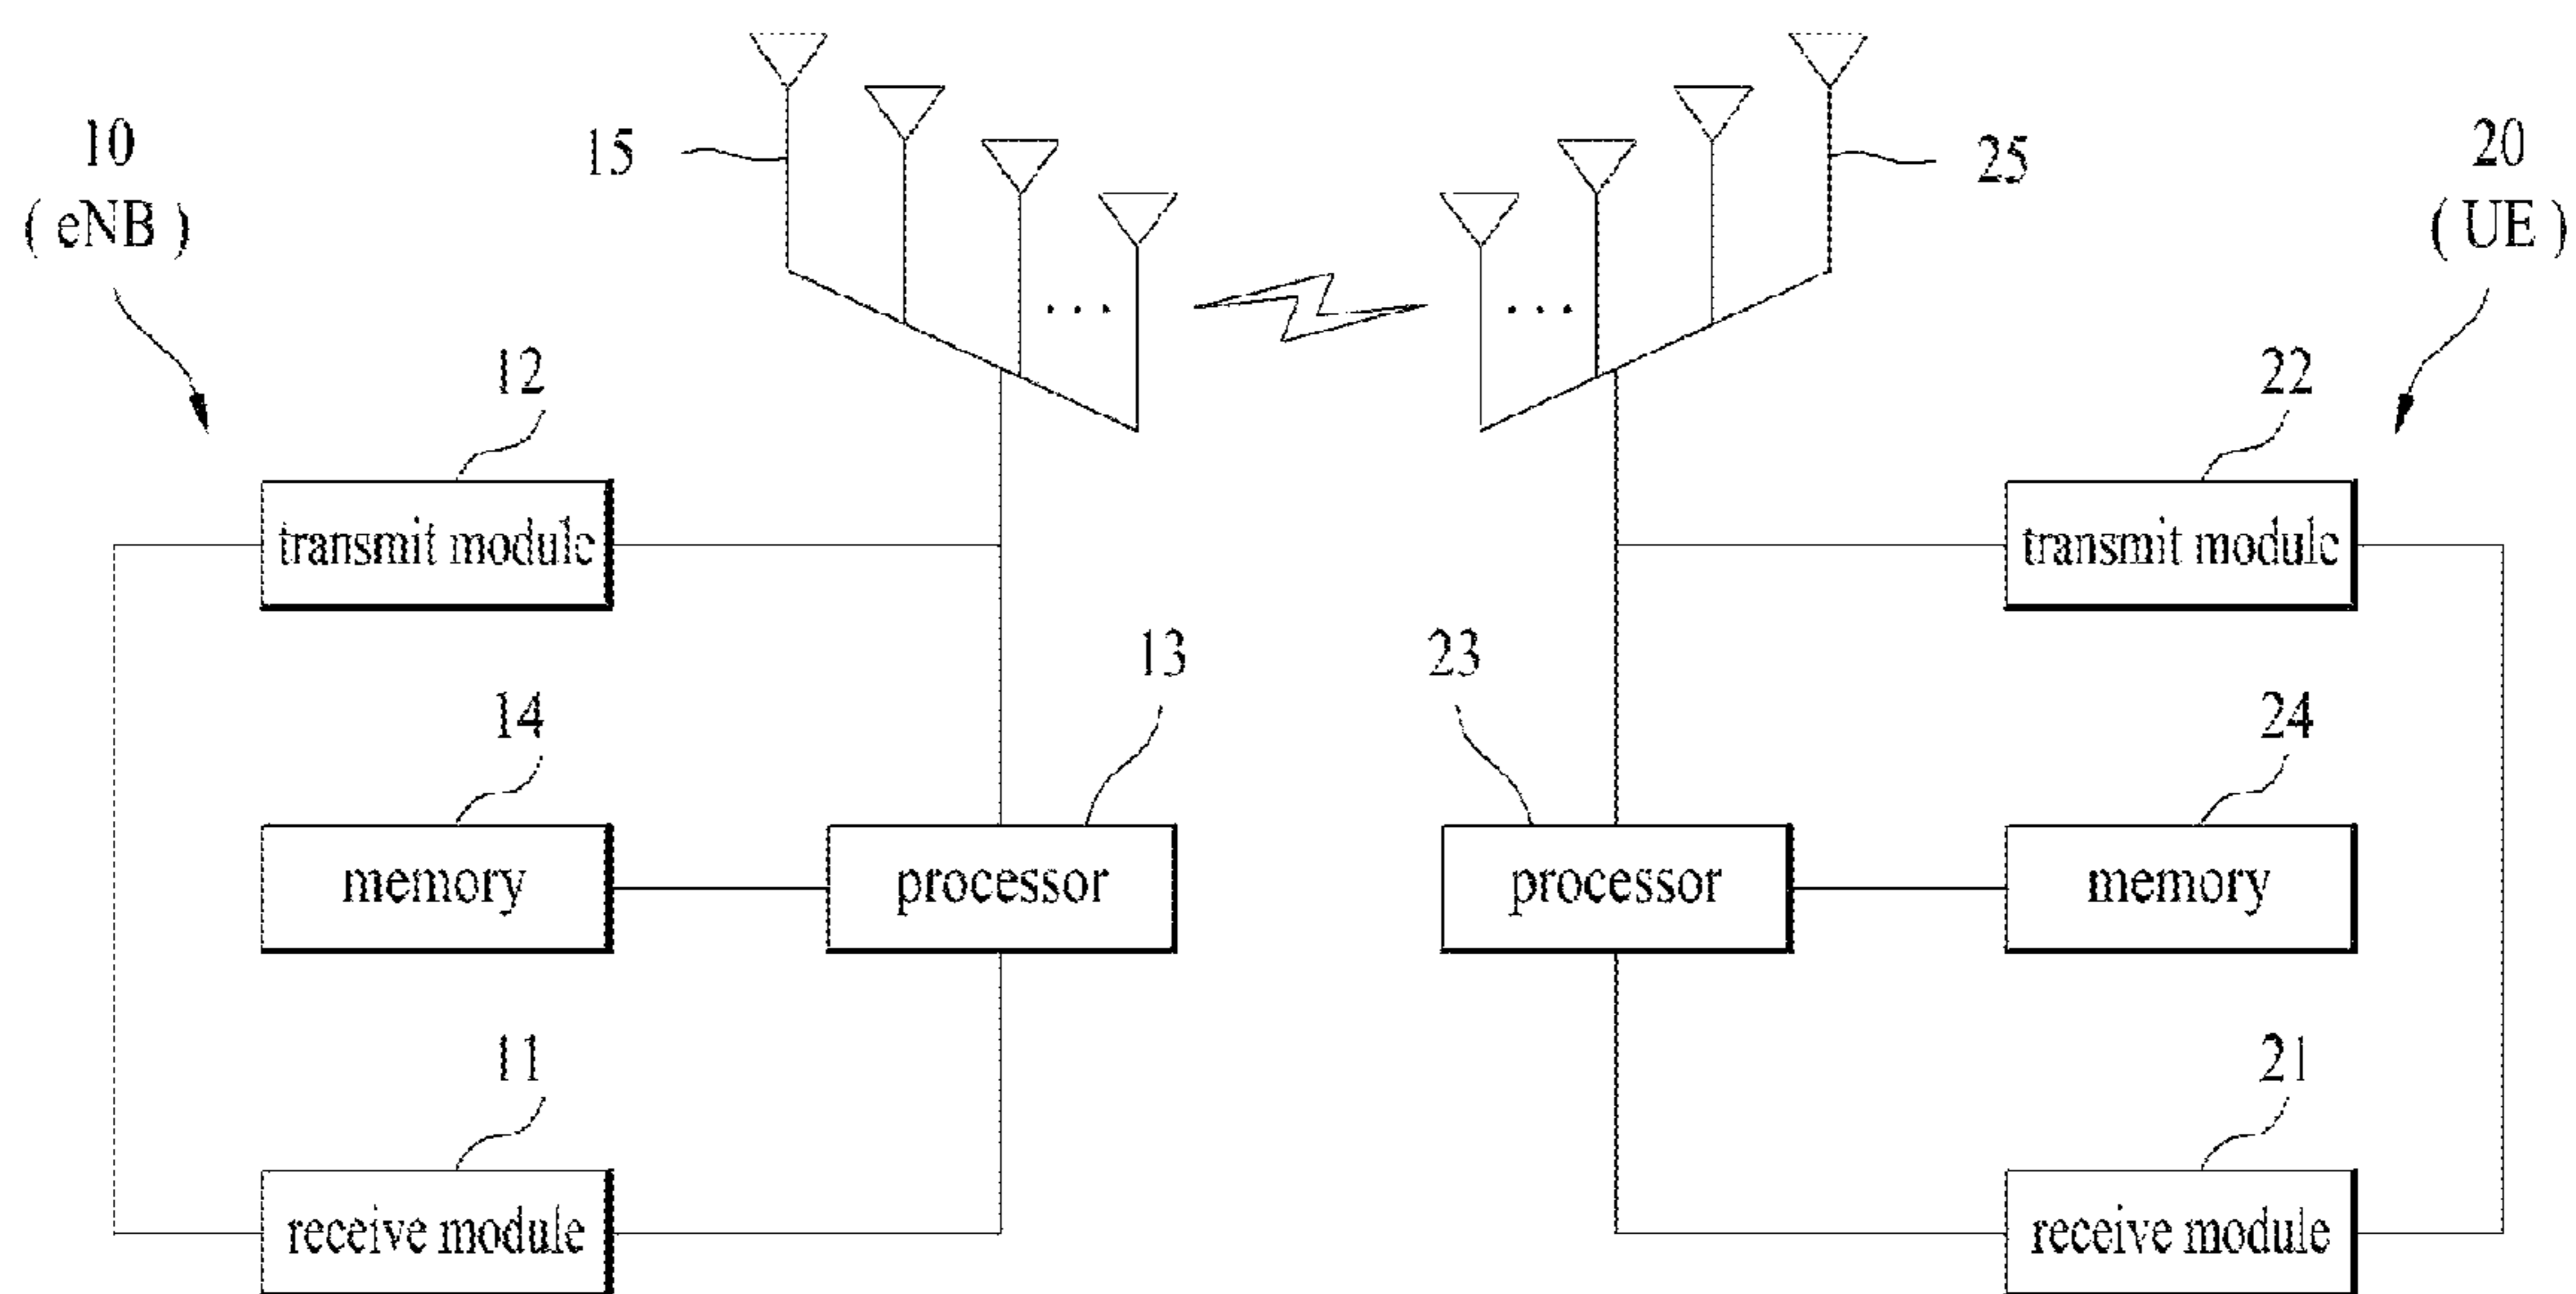 10
( eNB )
15
25
20
( UE )
12
22
transmit module
transmit module
13
23
14
24
memory
processor
processor
memory
11
21
receive module
receive module